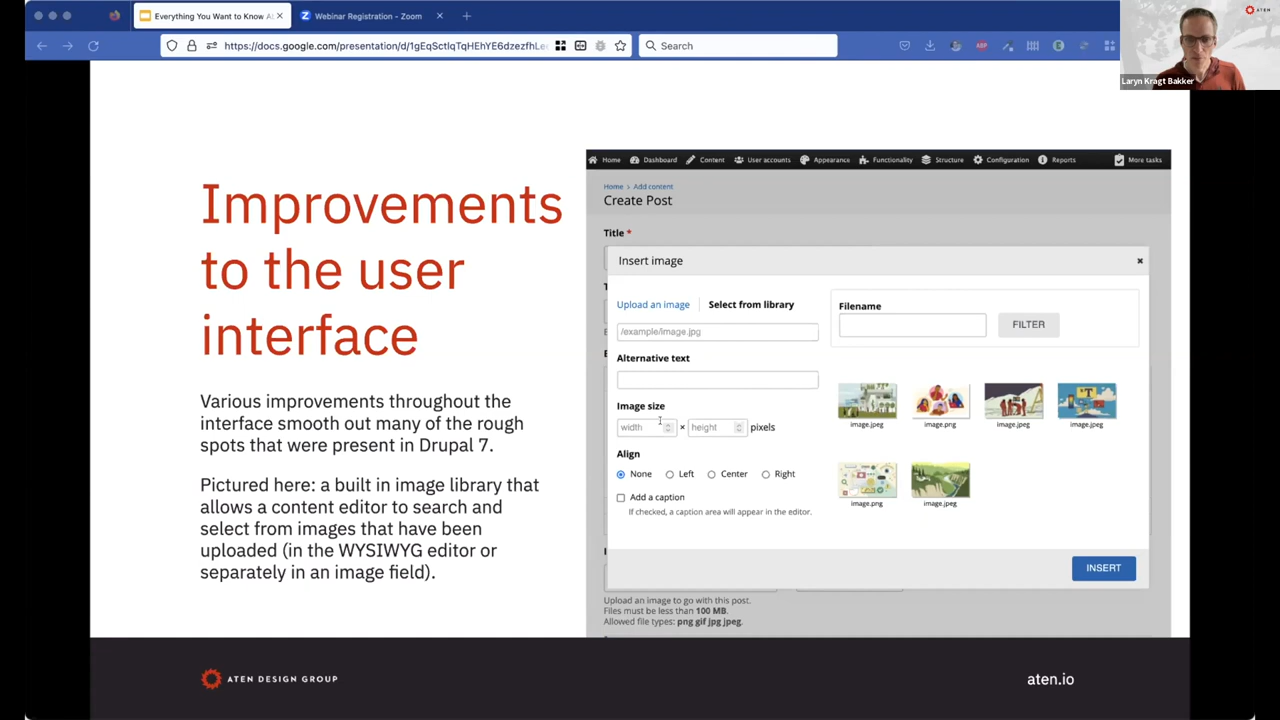 Everything You Want to Know A
Webinar Registration - Zoom
https://docs.google.com/presentation/d/1gEqSctlqTqHEhYE6dzezfhLe
Search
ATEN
Laryn Kragt Bakker
Improvements
to the user
interface
Various improvements throughout the
interface smooth out many of the rough
spots that were present in Drupal 7.
Pictured here: a built in image library that
allows a content editor to search and
select from images that have been
uploaded (in the WYSIWYG editor or
separately in an image field).
Home Dashboard Content User accounts Appearance Functionality Structure Configuration Reports More tasks
Home › Add content
Create Post
Title *
Insert image
Upload an image Select from library
/example/image.jpg
Alternative text
Image size
width × height pixels
Align
None Left Center Right
Add a caption
If checked, a caption area will appear in the editor.
Filename
FILTER
image.jpeg image.png image.jpeg image.jpeg
image.png image.jpeg
INSERT
Upload an image to go with this post.
Files must be less than 100 MB.
Allowed file types: png gif jpg jpeg.
ATEN DESIGN GROUP
aten.io